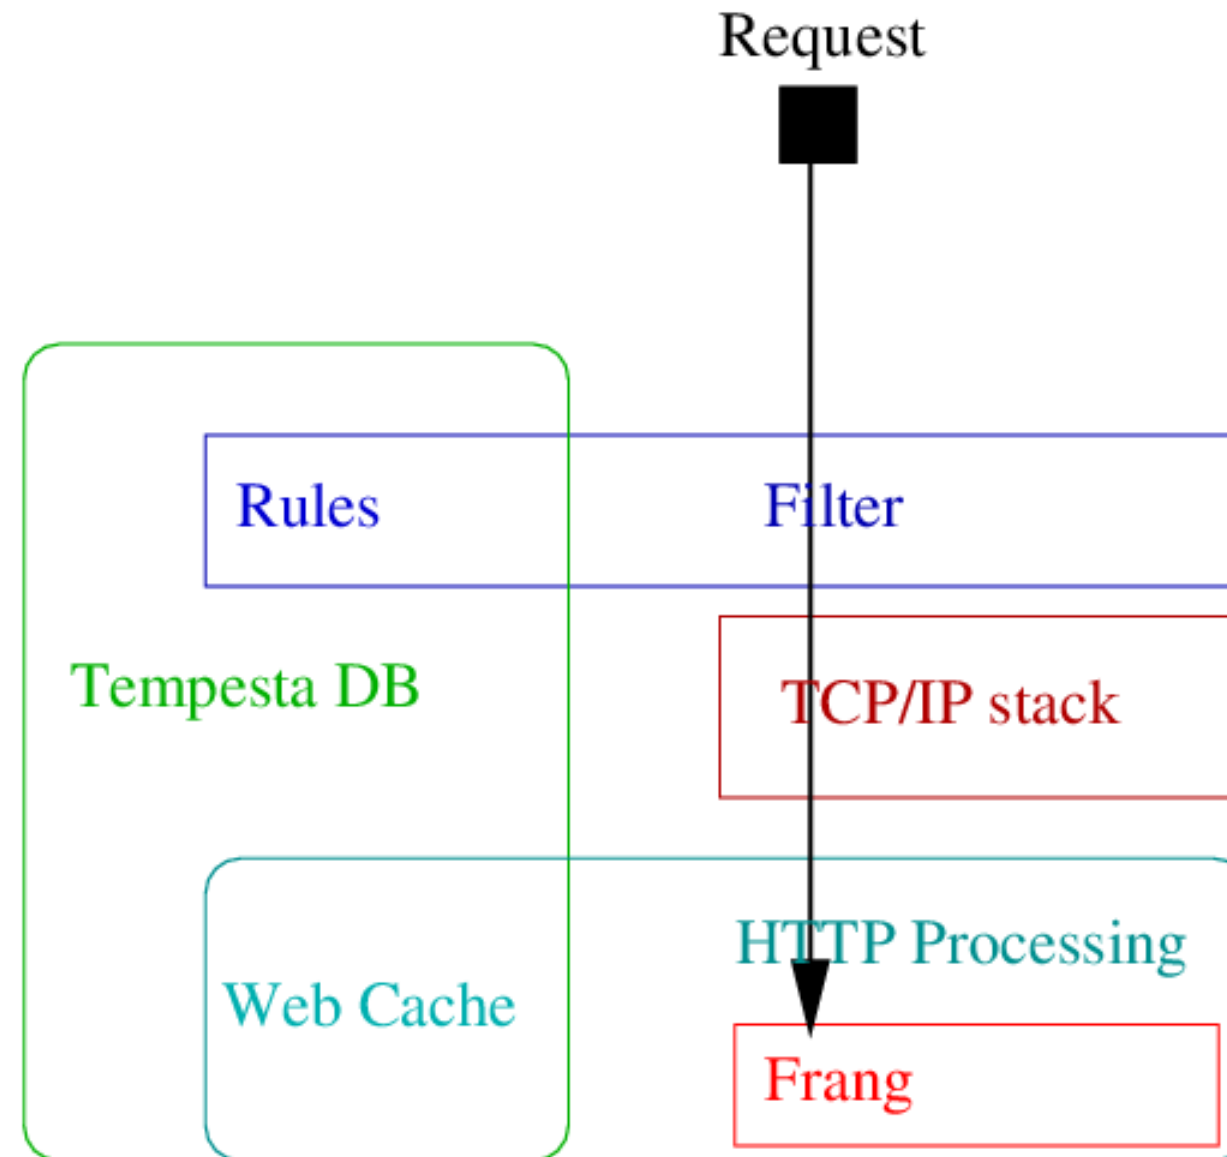 Request
Rules
Filter
Tempesta DB
TCP/IP stack
HTTP Processing
Web Cache
Frang